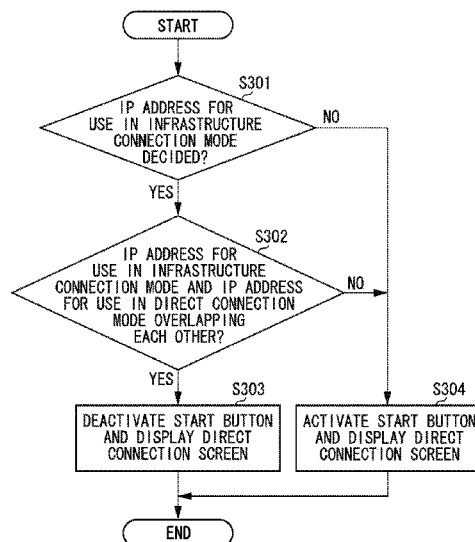 START
S301
IP ADDRESS FOR
USE IN INFRASTRUCTURE
CONNECTION MODE
DECIDED?
NO
YES
S302
IP ADDRESS FOR
USE IN INFRASTRUCTURE
CONNECTION MODE AND IP ADDRESS
FOR USE IN DIRECT CONNECTION
MODE OVERLAPPING
EACH OTHER?
NO
YES
S303
DEACTIVATE START BUTTON
AND DISPLAY DIRECT
CONNECTION SCREEN
S304
ACTIVATE START BUTTON
AND DISPLAY DIRECT
CONNECTION SCREEN
END